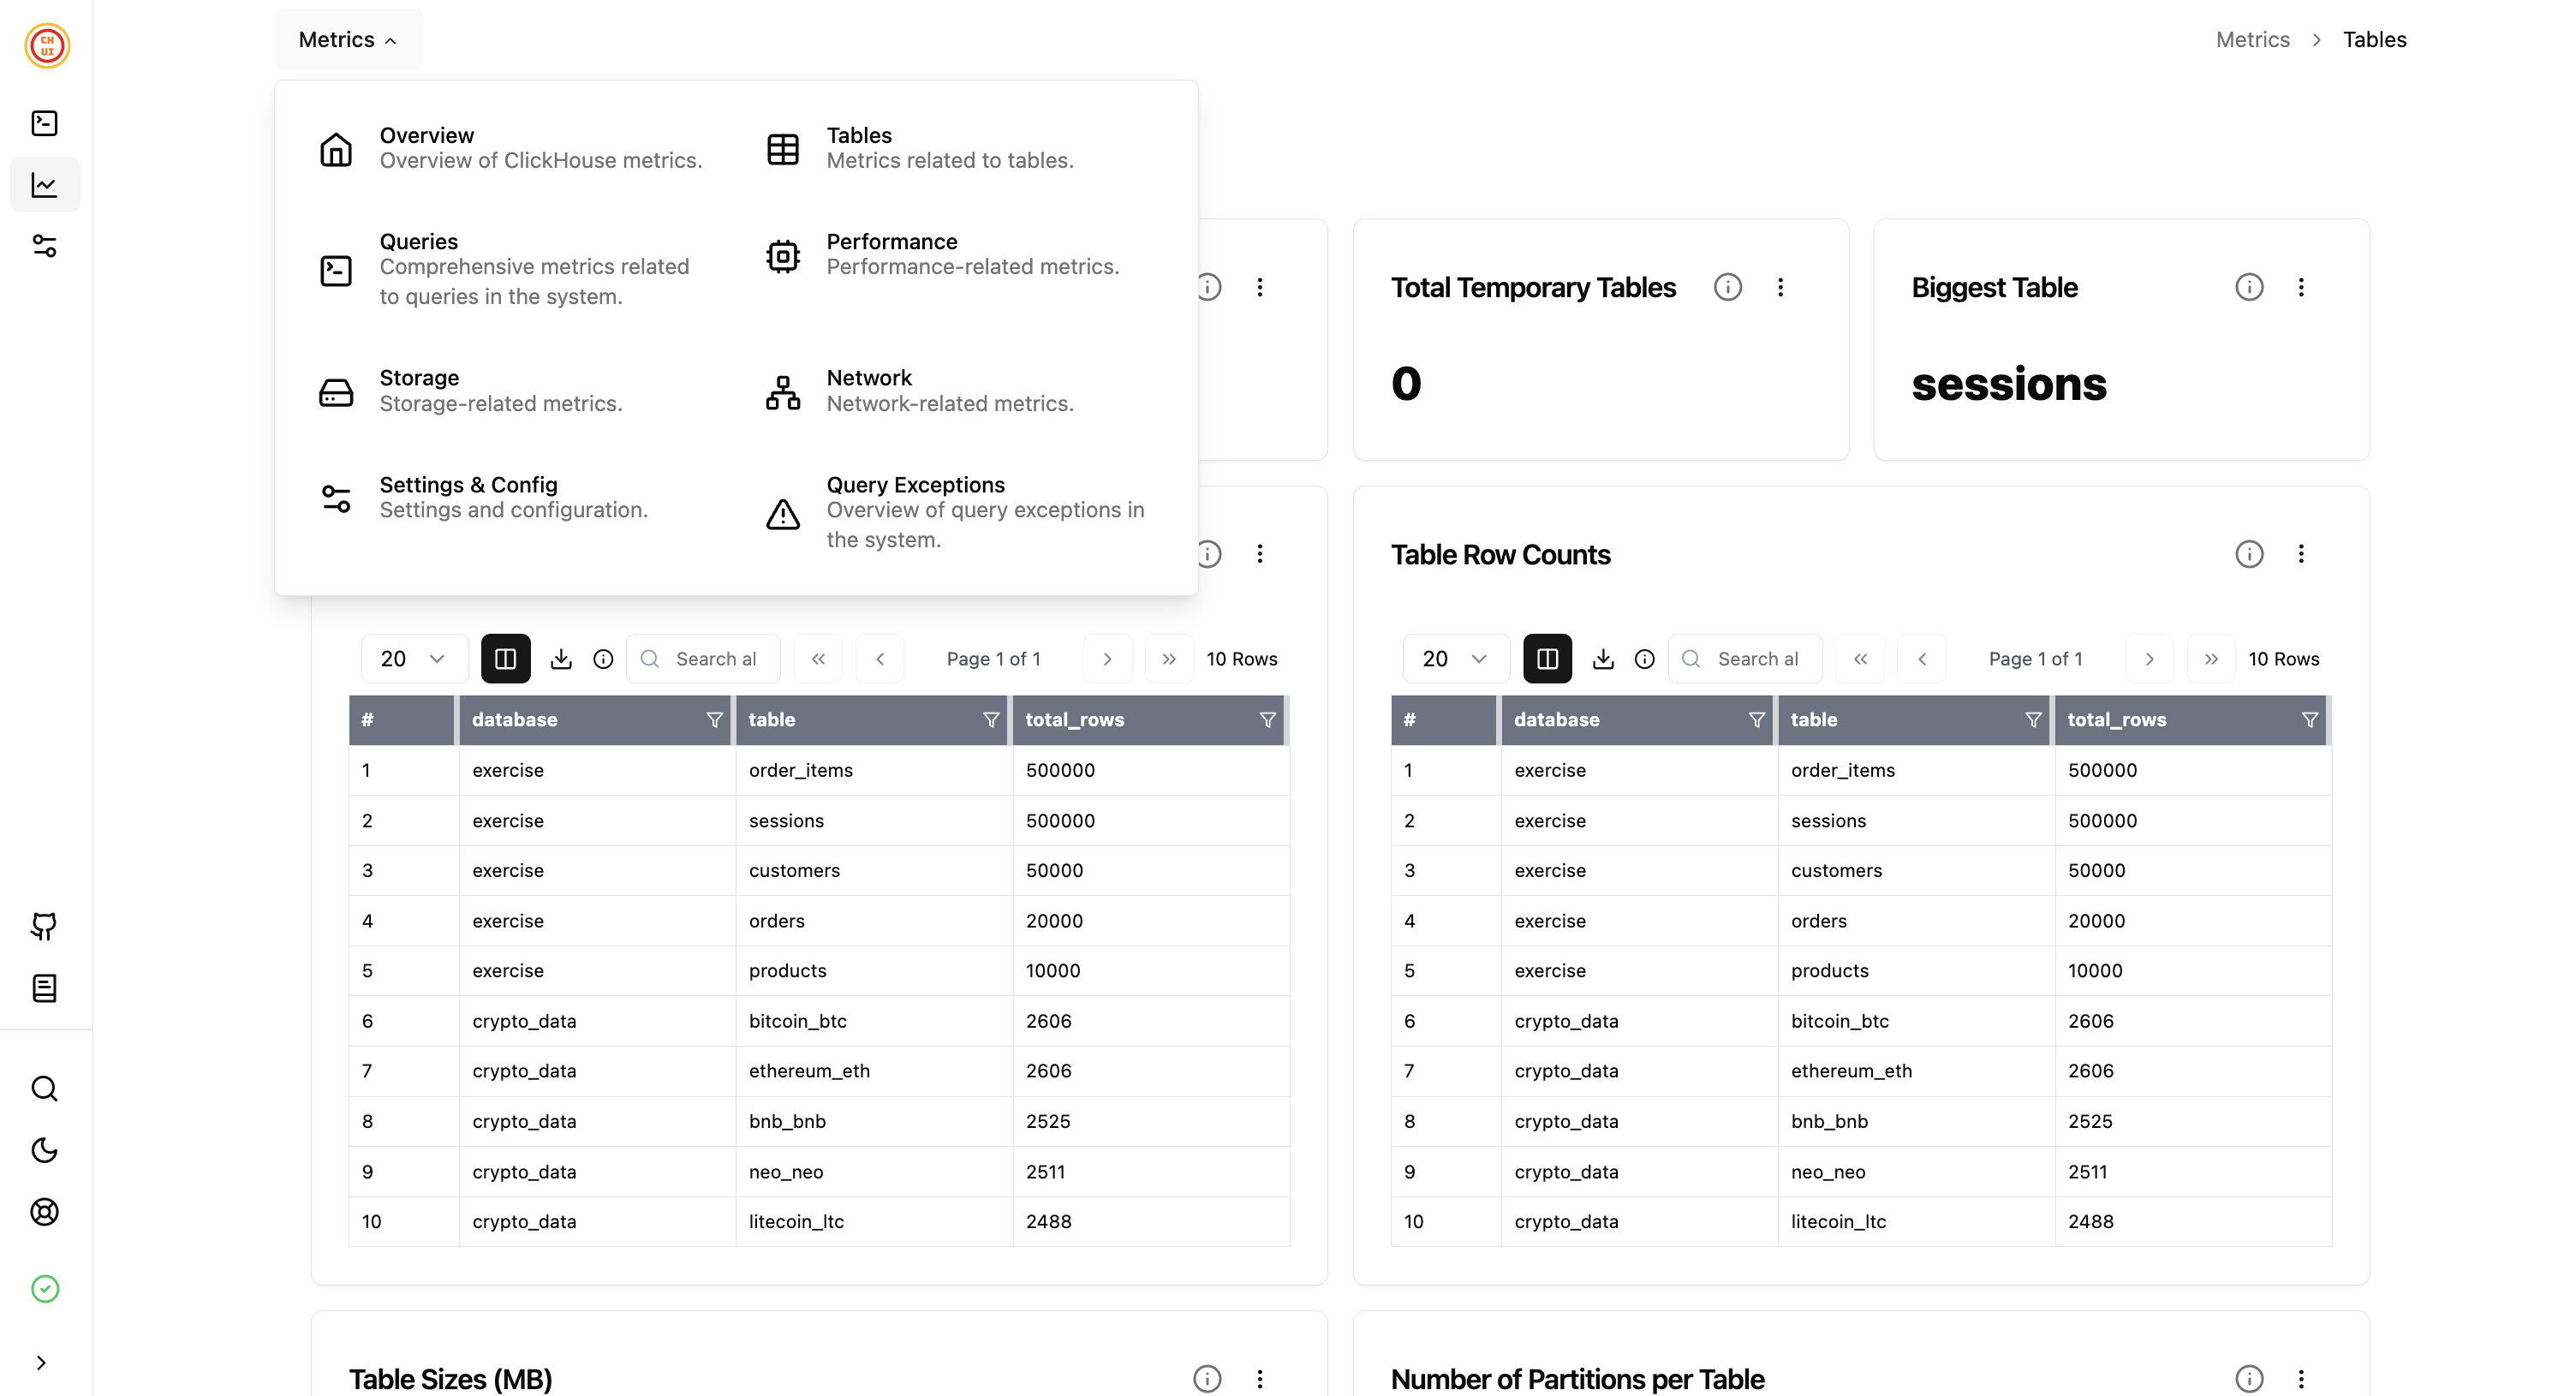 CH
UI
Metrics
Metrics > Tables
Overview
Overview of ClickHouse metrics.
Tables
Metrics related to tables.
Queries
Comprehensive metrics related
to queries in the system.
Performance
Performance-related metrics.
Storage
Storage-related metrics.
Network
Network-related metrics.
Settings & Config
Settings and configuration.
Query Exceptions
Overview of query exceptions in
the system.
Total Temporary Tables
0
Biggest Table
sessions
20 Search al Page 1 of 1 10 Rows
# database table total_rows
1 exercise order_items 500000
2 exercise sessions 500000
3 exercise customers 50000
4 exercise orders 20000
5 exercise products 10000
6 crypto_data bitcoin_btc 2606
7 crypto_data ethereum_eth 2606
8 crypto_data bnb_bnb 2525
9 crypto_data neo_neo 2511
10 crypto_data litecoin_ltc 2488
Table Row Counts
20 Search al Page 1 of 1 10 Rows
# database table total_rows
1 exercise order_items 500000
2 exercise sessions 500000
3 exercise customers 50000
4 exercise orders 20000
5 exercise products 10000
6 crypto_data bitcoin_btc 2606
7 crypto_data ethereum_eth 2606
8 crypto_data bnb_bnb 2525
9 crypto_data neo_neo 2511
10 crypto_data litecoin_ltc 2488
Table Sizes (MB)
Number of Partitions per Table